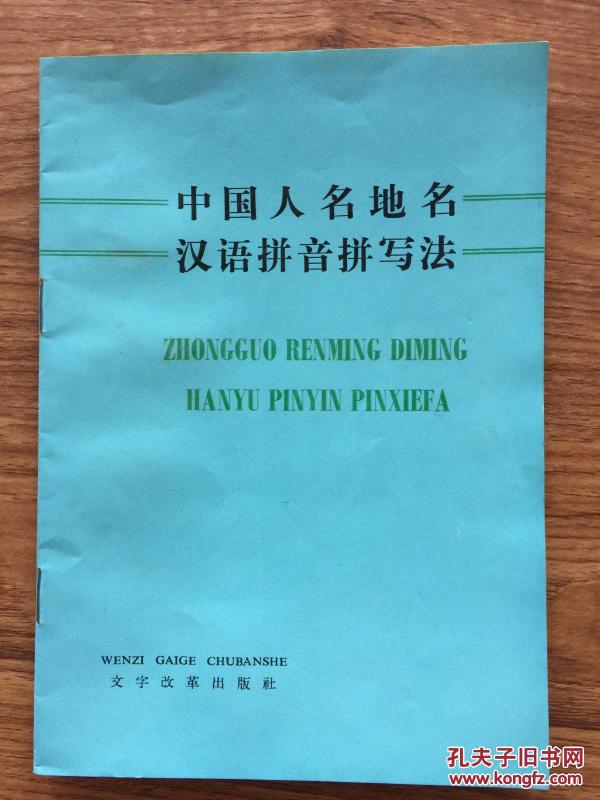 中国人名地名
汉语拼音拼写法
ZHONGGUO RENMING DIMING
HANYU PINYIN PINXIEFA
WENZI GAIGE CHUBANSHE
文字改革出版社
孔夫子旧书网
www.kongfz.com